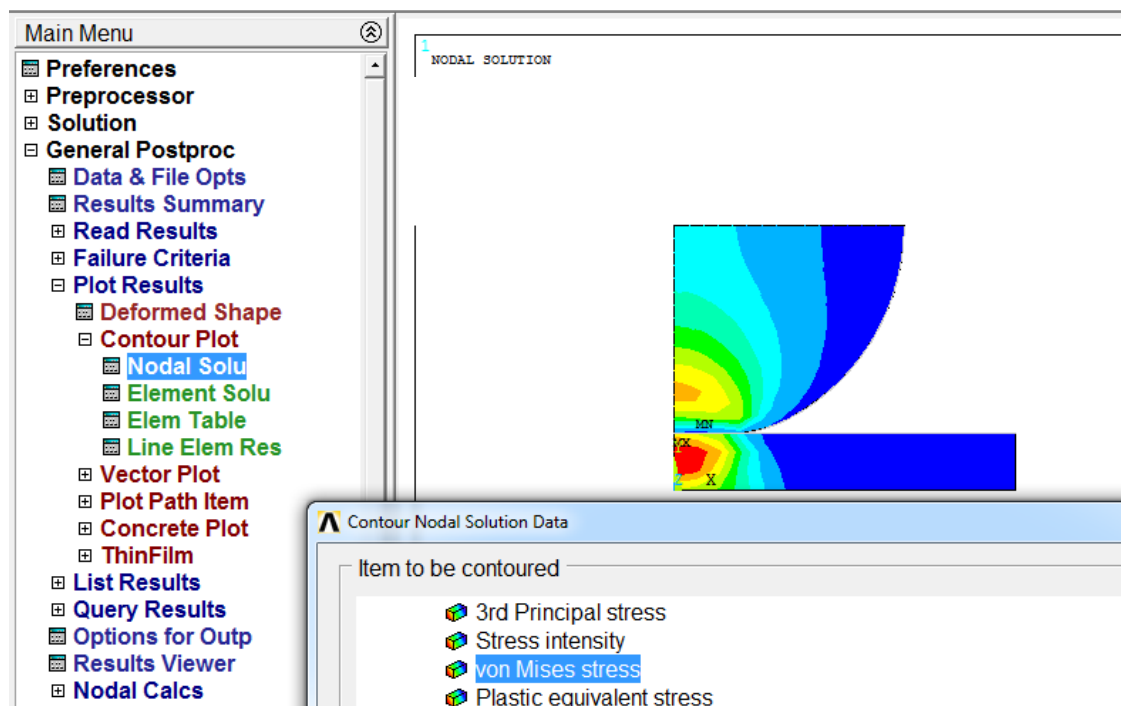 Main Menu
Preferences
Preprocessor
Solution
General Postproc
Data & File Opts
Results Summary
Read Results
Failure Criteria
Plot Results
Deformed Shape
Contour Plot
Nodal Solu
Element Solu
Elem Table
Line Elem Res
Vector Plot
Plot Path Item
Concrete Plot
ThinFilm
List Results
Query Results
Options for Outp
Results Viewer
Nodal Calcs
1
NODAL SOLUTION
MN
Z
X
Contour Nodal Solution Data
Item to be contoured
3rd Principal stress
Stress intensity
von Mises stress
Plastic equivalent stress